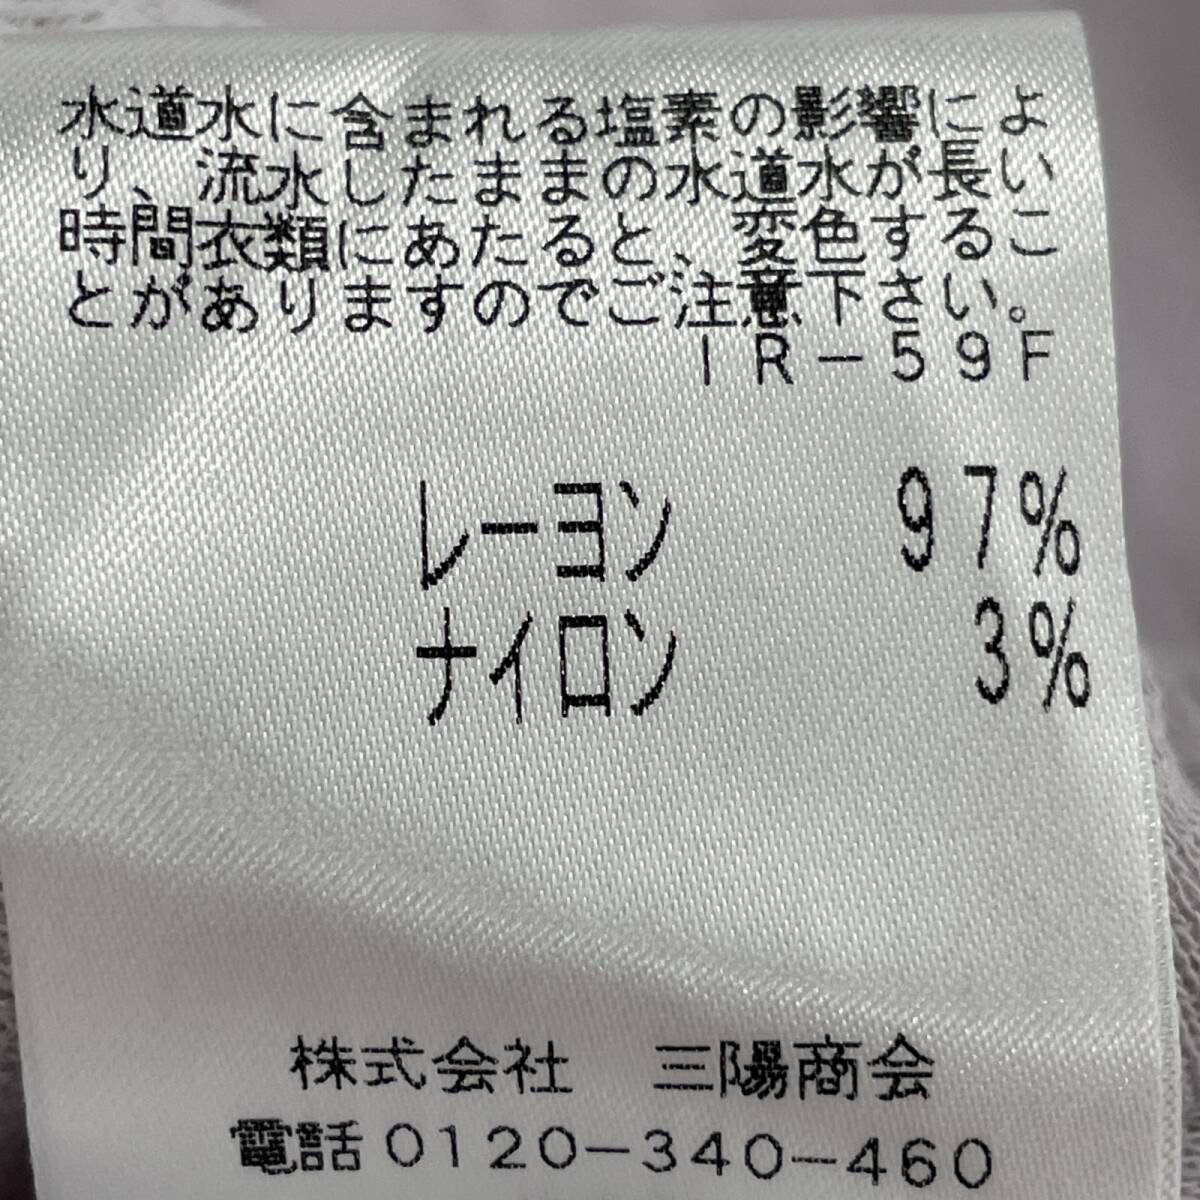 水道水に含まれる塩素の影響によ
り、流水したままの水道水が長い
時間衣類にあたると、変色するこ
とがありますのでご注意下さい。
IR-59F
レーヨン 97%
ナイロン 3%
株式会社 三陽商会
電話0120-340-460